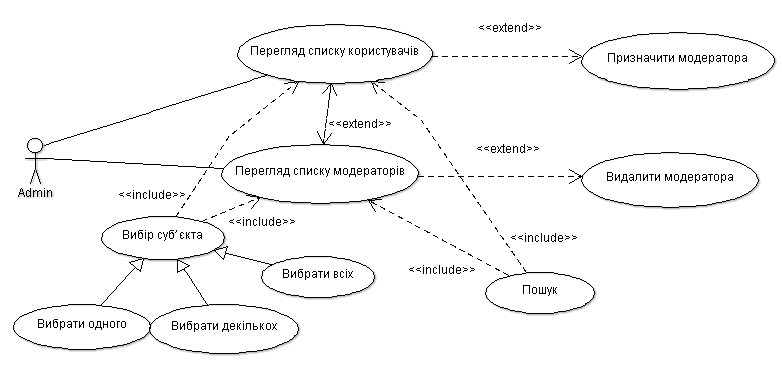 <<extend>>
Перегляд списку користувачів
Призначити модератора
<<extend>>
<<extend>>
Admin
Перегляд списку модераторів
Видалити модератора
<<include>>
<<include>>
Вибір суб’єкта
<<include>>
Вибрати всіх
<<include>>
Пошук
Вибрати одного
Вибрати декількох